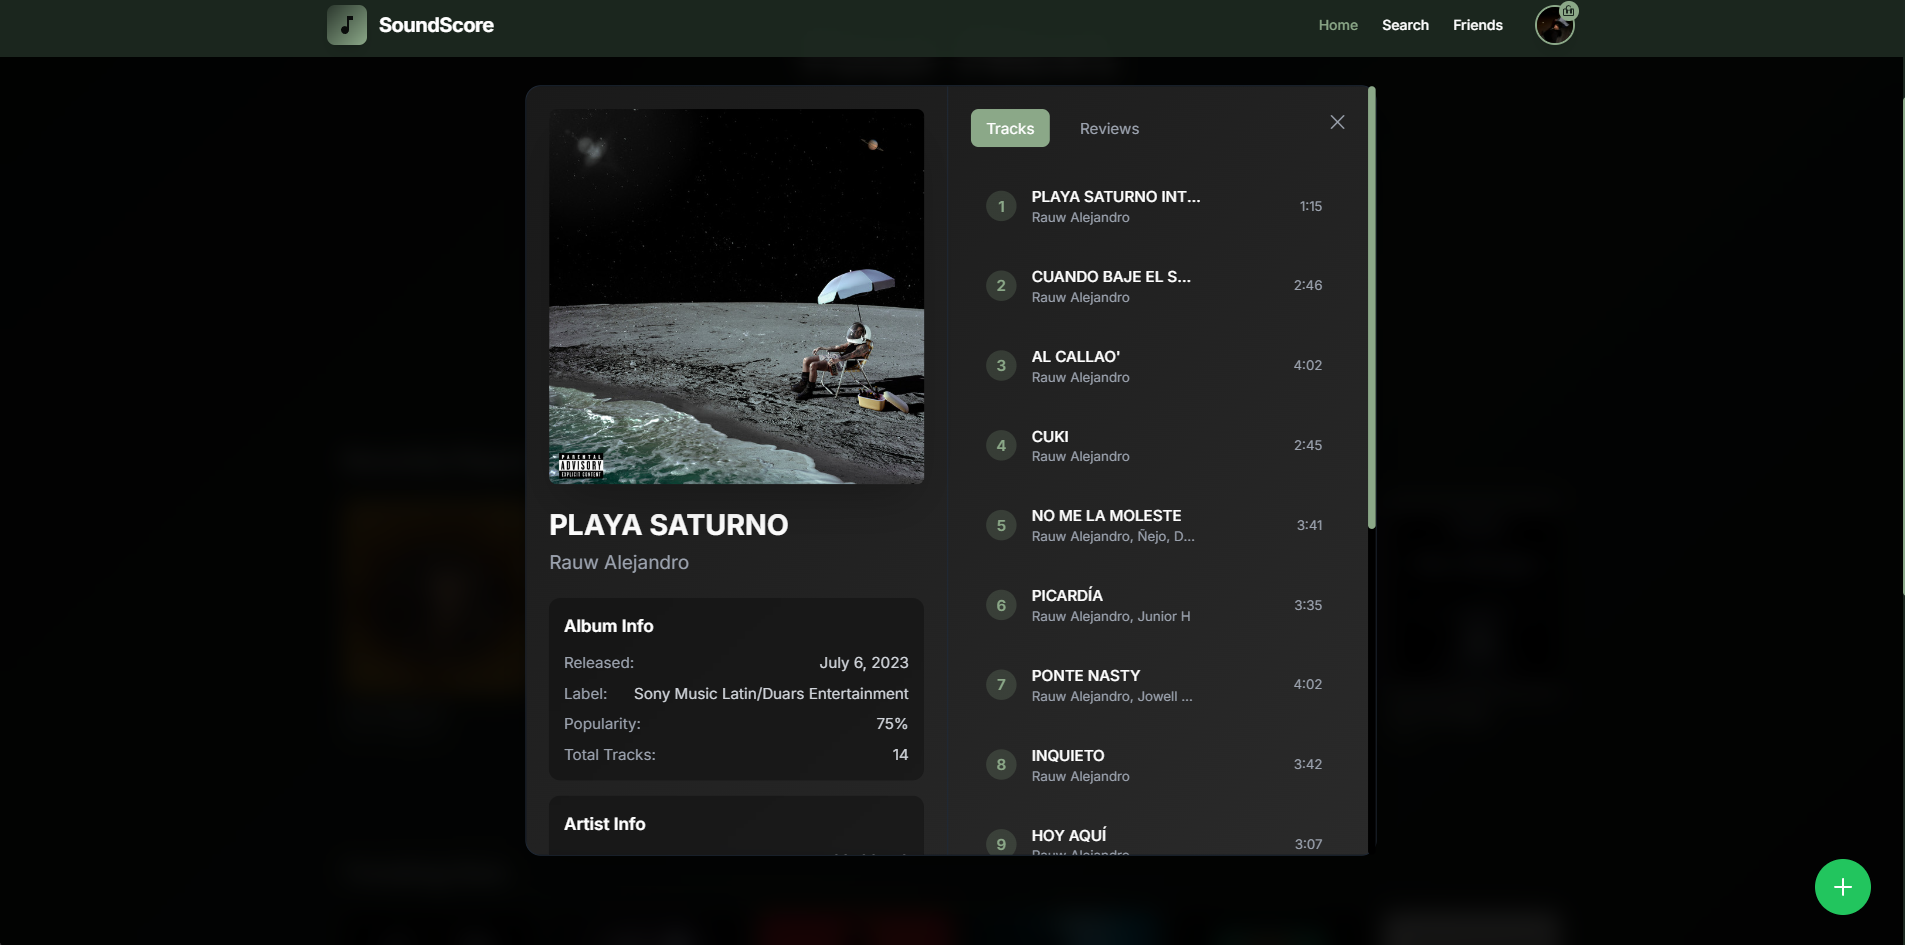 SoundScore
Home Search Friends
PARENTAL
ADVISORY
EXPLICIT CONTENT
PLAYA SATURNO
Rauw Alejandro
Album Info
Released: July 6, 2023
Label: Sony Music Latin/Duars Entertainment
Popularity: 75%
Total Tracks: 14
Artist Info
Tracks Reviews
1 PLAYA SATURNO INT... 1:15
Rauw Alejandro
2 CUANDO BAJE EL S... 2:46
Rauw Alejandro
3 AL CALLAO' 4:02
Rauw Alejandro
4 CUKI 2:45
Rauw Alejandro
5 NO ME LA MOLESTE 3:41
Rauw Alejandro, Ñejo, D...
6 PICARDÍA 3:35
Rauw Alejandro, Junior H
7 PONTE NASTY 4:02
Rauw Alejandro, Jowell ...
8 INQUIETO 3:42
Rauw Alejandro
9 HOY AQUÍ 3:07
Rauw Alejandro